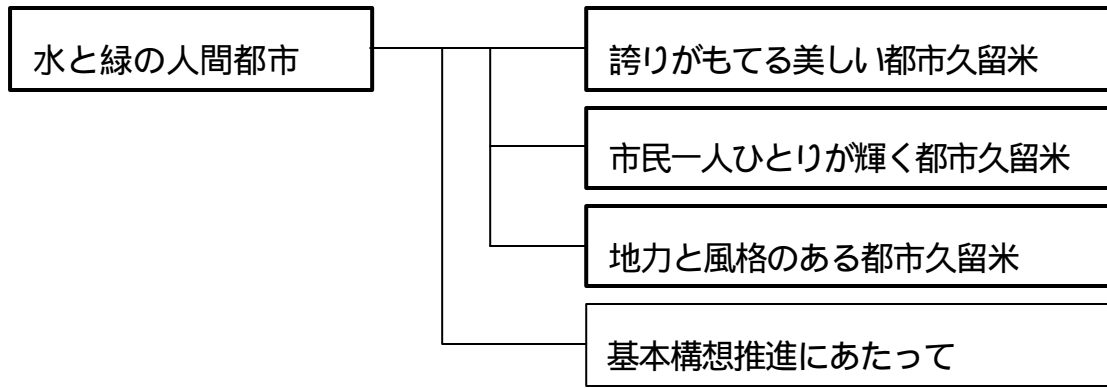 水と緑の人間都市
誇りがもてる美しい都市久留米
市民一人ひとりが輝く都市久留米
地力と風格のある都市久留米
基本構想推進にあたって